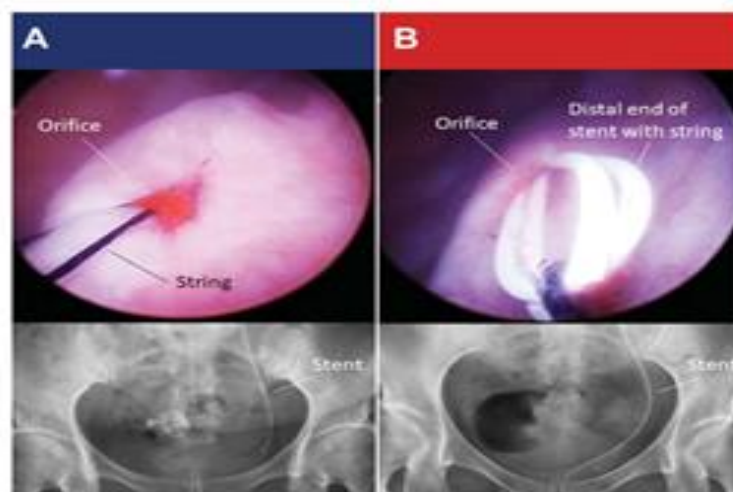 A
B
Orifice
String
Orifice
Distal end of
stent with string
Stent
Stent